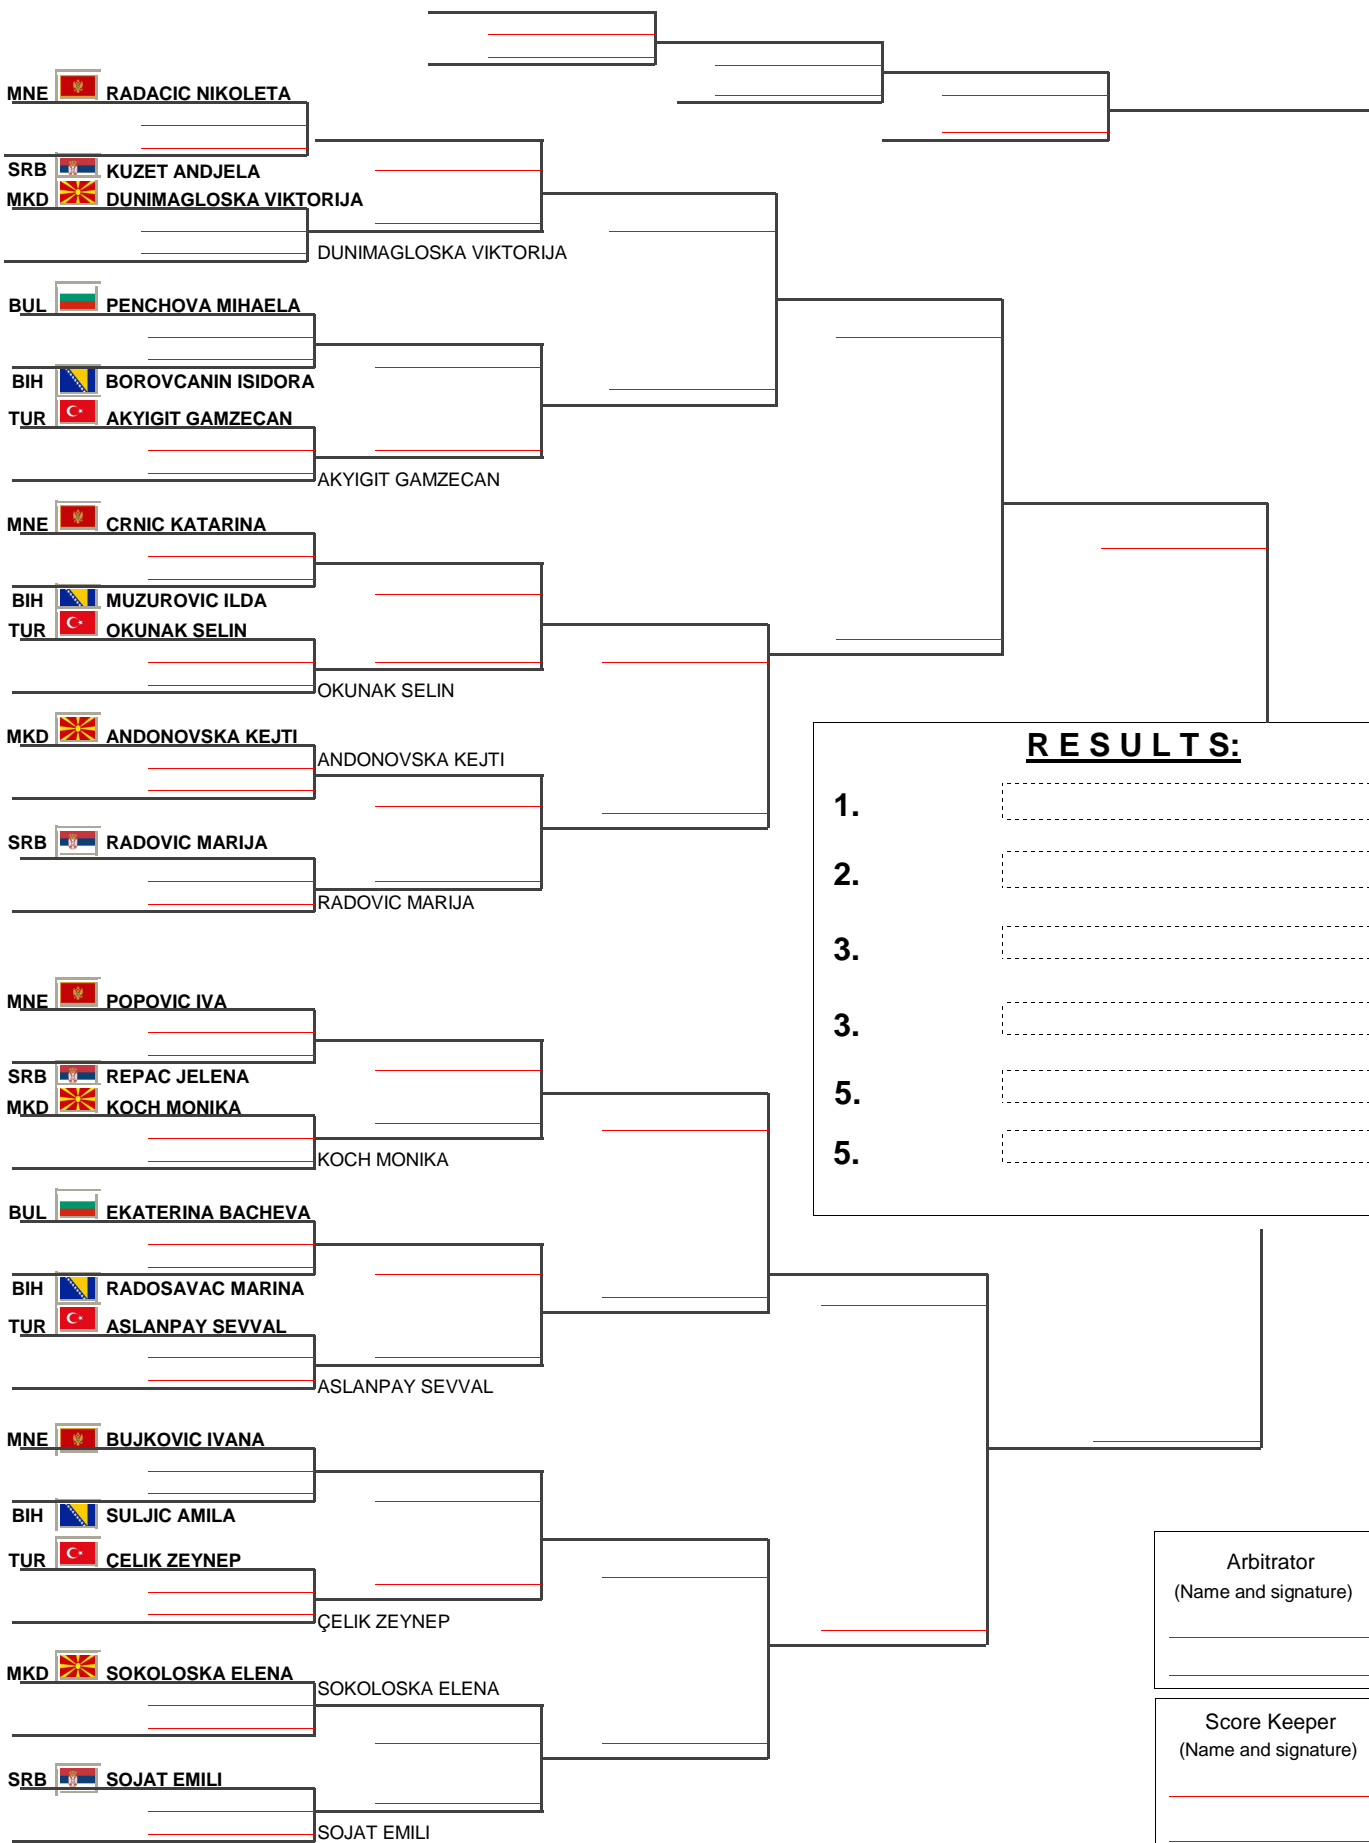 MNE RADACIC NIKOLETA
SRB KUZET ANDJELA
MKD DUNIMAGLOSKA VIKTORIJA
DUNIMAGLOSKA VIKTORIJA
BUL PENCHOVA MIHAELA
BIH BOROVCANIN ISIDORA
TUR AKYIGIT GAMZECAN
AKYIGIT GAMZECAN
MNE CRNIC KATARINA
BIH MUZUROVIC ILDA
TUR OKUNAK SELIN
OKUNAK SELIN
MKD ANDONOVSKA KEJTI
ANDONOVSKA KEJTI
SRB RADOVIC MARIJA
RADOVIC MARIJA
MNE POPOVIC IVA
SRB REPAC JELENA
MKD KOCH MONIKA
KOCH MONIKA
BUL EKATERINA BACHEVA
BIH RADOSAVAC MARINA
TUR ASLANPAY SEVVAL
ASLANPAY SEVVAL
MNE BUJKOVIC IVANA
BIH SULJIC AMILA
TUR ÇELIK ZEYNEP
ÇELIK ZEYNEP
MKD SOKOLOSKA ELENA
SOKOLOSKA ELENA
SRB SOJAT EMILI
SOJAT EMILI
R E S U L T S:
1.
2.
3.
3.
5.
5.
Arbitrator
(Name and signature)
Score Keeper
(Name and signature)